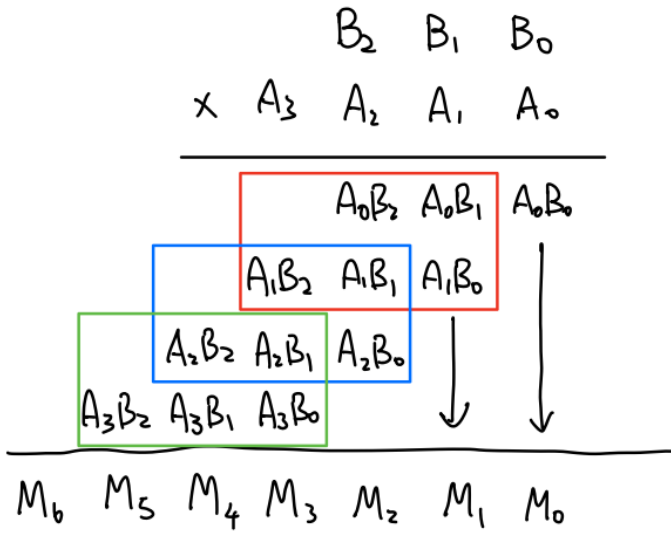 B₂ B₁ B₀
× A₃ A₂ A₁ A₀
A₀B₂ A₀B₁ A₀B₀
A₁B₂ A₁B₁ A₁B₀
A₂B₂ A₂B₁ A₂B₀
A₃B₂ A₃B₁ A₃B₀
M₆ M₅ M₄ M₃ M₂ M₁ M₀